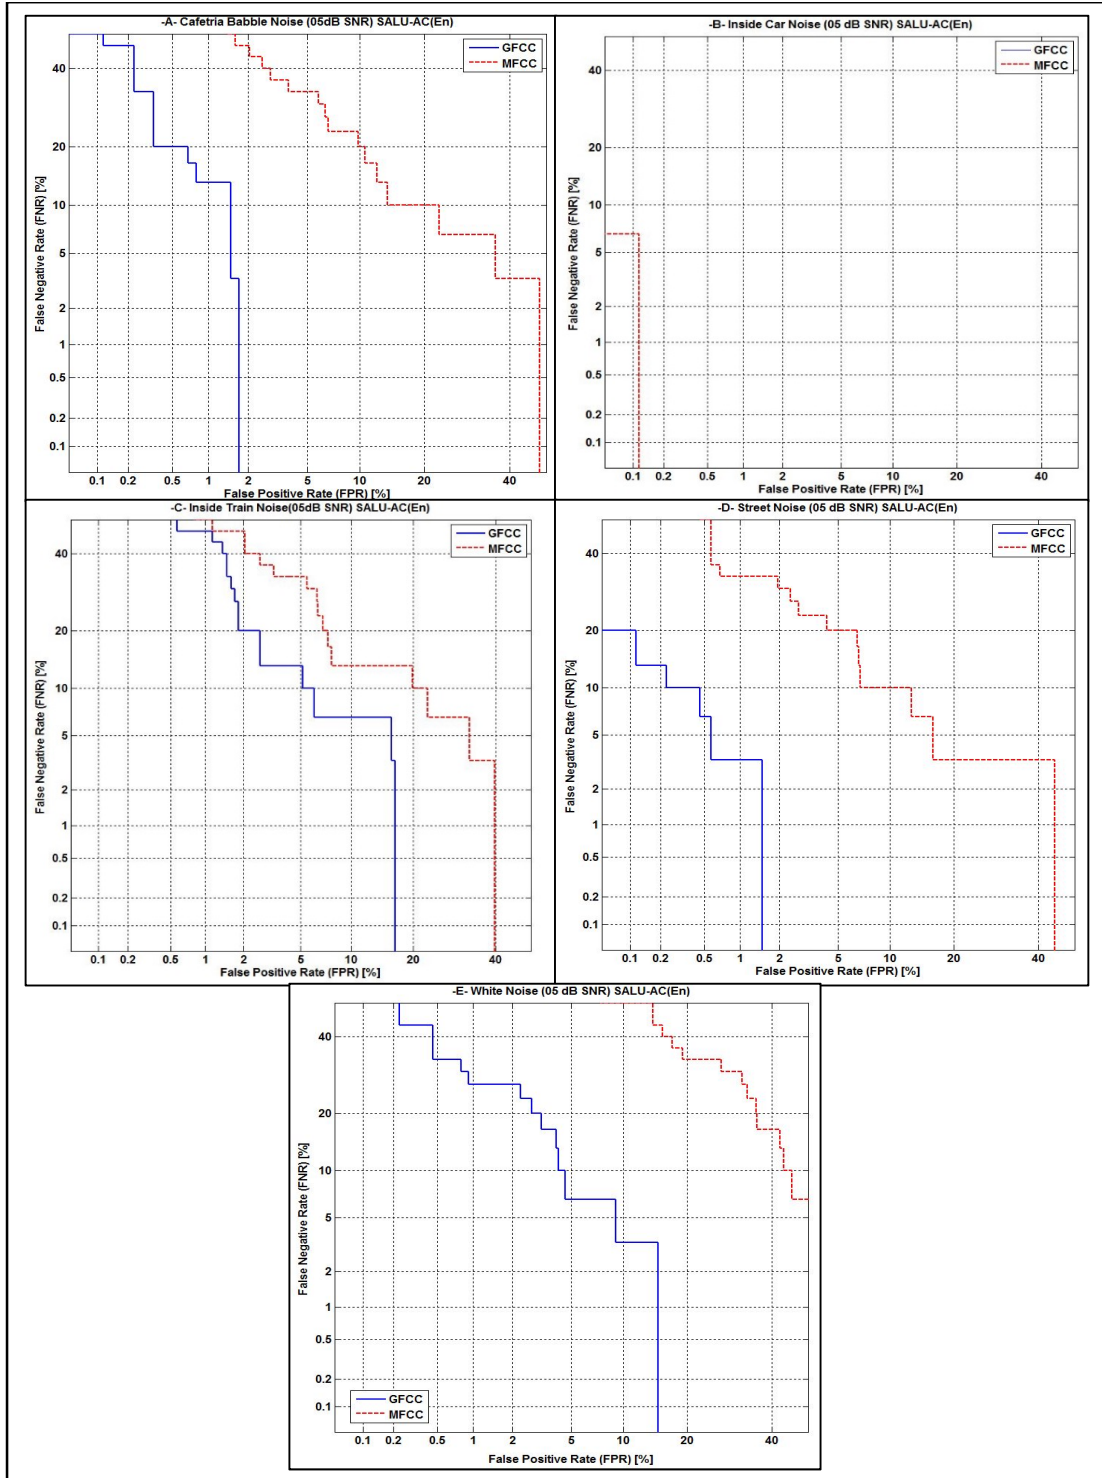 -A- Cafetria Babble Noise (05dB SNR) SALU-AC(En)
GFCC
MFCC
False Negative Rate (FNR) [%]
40
20
10
5
2
1
0.5
0.2
0.1
0.1 0.2 0.5 1 2 5 10 20 40
False Positive Rate (FPR) [%]
-B- Inside Car Noise (05 dB SNR) SALU-AC(En)
GFCC
MFCC
False Negative Rate (FNR) [%]
40
20
10
5
2
1
0.5
0.2
0.1
0.1 0.2 0.5 1 2 5 10 20 40
False Positive Rate (FPR) [%]
-C- Inside Train Noise(05dB SNR) SALU-AC(En)
GFCC
MFCC
False Negative Rate (FNR) [%]
40
20
10
5
2
1
0.5
0.2
0.1
0.1 0.2 0.5 1 2 5 10 20 40
False Positive Rate (FPR) [%]
-D- Street Noise (05 dB SNR) SALU-AC(En)
GFCC
MFCC
False Negative Rate (FNR) [%]
40
20
10
5
2
1
0.5
0.2
0.1
0.1 0.2 0.5 1 2 5 10 20 40
False Positive Rate (FPR) [%]
-E- White Noise (05 dB SNR) SALU-AC(En)
False Negative Rate (FNR) [%]
40
20
10
5
2
1
0.5
0.2
0.1
GFCC
MFCC
0.1 0.2 0.5 1 2 5 10 20 40
False Positive Rate (FPR) [%]